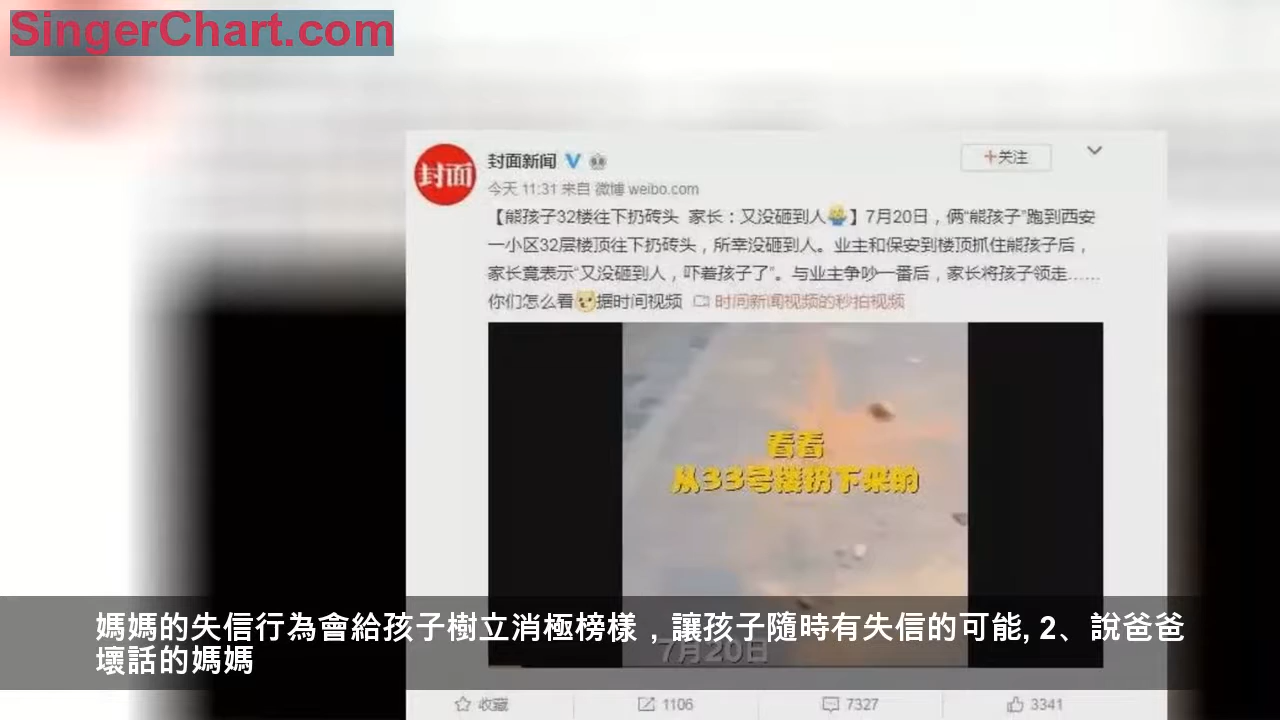 SingerChart.com
封面
封面新闻
+关注
今天 11:31 来自 微博 weibo.com
【熊孩子32楼往下扔砖头 家长：又没砸到人】7月20日，俩“熊孩子”跑到西安
一小区32层楼顶往下扔砖头，所幸没砸到人。业主和保安到楼顶抓住熊孩子后，
家长竟表示“又没砸到人，吓着孩子了”。与业主争吵一番后，家长将孩子领走……
你们怎么看 据时间视频 时间新闻视频的秒拍视频
看看
从33号楼扔下来的
7月20日
媽媽的失信行為會給孩子樹立消極榜樣，讓孩子隨時有失信的可能, 2、說爸爸
壞話的媽媽
收藏 1106 7327 3341